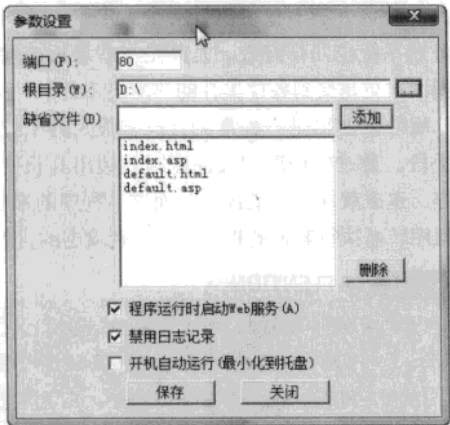 参数设置
端口(P): 80
根目录(W): D:\ ...
缺省文件(D) 添加
index.html
index.asp
default.html
default.asp
删除
程序运行时启动Web服务(A)
禁用日志记录
开机自动运行(最小化到托盘)
保存 关闭